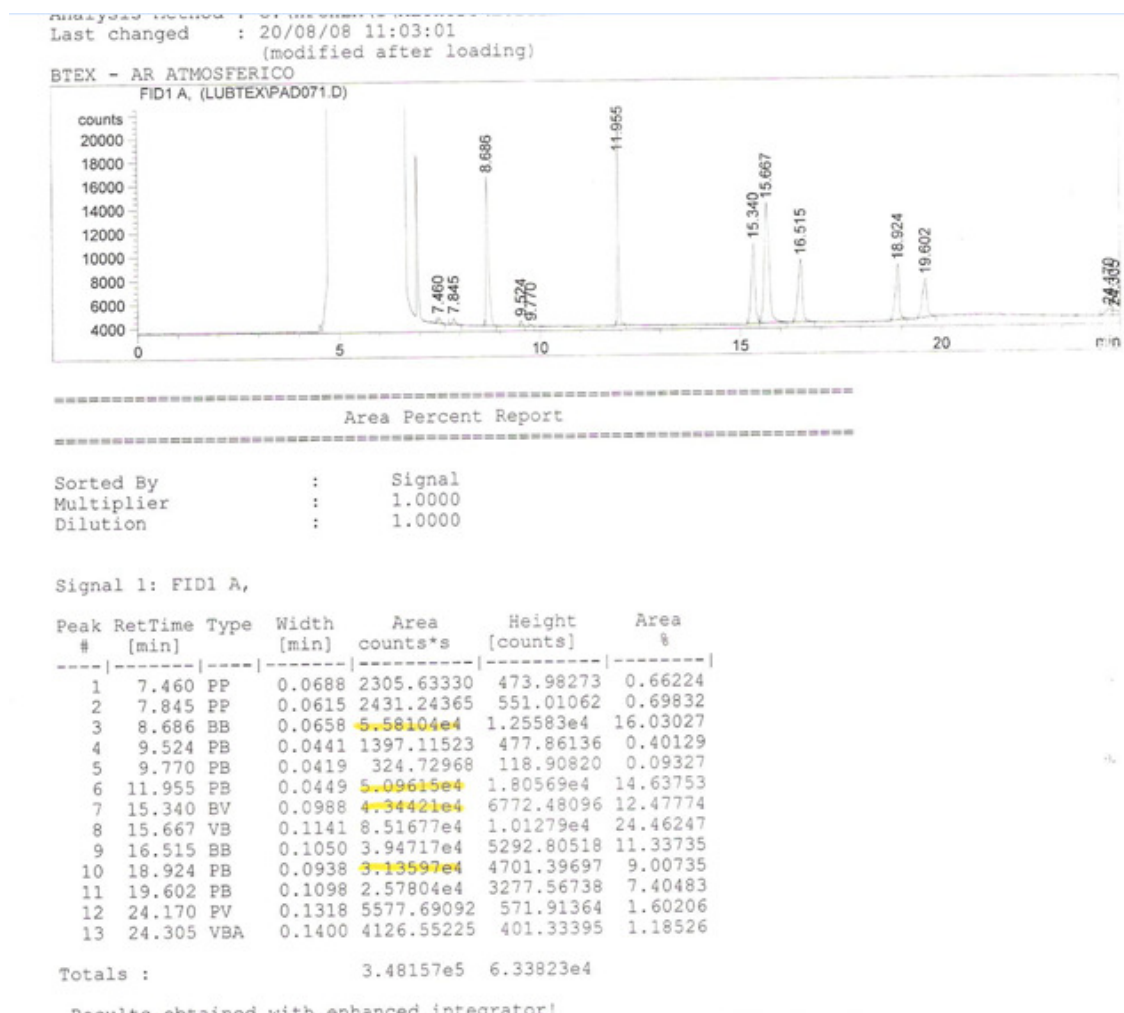 Last changed : 20/08/08 11:03:01
(modified after loading)
BTEX - AR ATMOSFERICO
FID1 A, (LUBTEX\PAD071.D)
counts
20000
18000
16000
14000
12000
10000
8000
6000
4000
7.460
7.845
8.686
9.524
9.770
11.955
15.340
15.667
16.515
18.924
19.602
24.170
24.305
0 5 10 15 20 min
Area Percent Report
Sorted By : Signal
Multiplier : 1.0000
Dilution : 1.0000
Signal 1: FID1 A,
Peak RetTime Type Width Area Height Area
# [min] [min] counts*s [counts] %
1 7.460 PP 0.0688 2305.63330 473.98273 0.66224
2 7.845 PP 0.0615 2431.24365 551.01062 0.69832
3 8.686 BB 0.0658 5.58104e4 1.25583e4 16.03027
4 9.524 PB 0.0441 1397.11523 477.86136 0.40129
5 9.770 PB 0.0419 324.72968 118.90820 0.09327
6 11.955 PB 0.0449 5.09615e4 1.80569e4 14.63753
7 15.340 BV 0.0988 4.34421e4 6772.48096 12.47774
8 15.667 VB 0.1141 8.51677e4 1.01279e4 24.46247
9 16.515 BB 0.1050 3.94717e4 5292.80518 11.33735
10 18.924 PB 0.0938 3.13597e4 4701.39697 9.00735
11 19.602 PB 0.1098 2.57804e4 3277.56738 7.40483
12 24.170 PV 0.1318 5577.69092 571.91364 1.60206
13 24.305 VBA 0.1400 4126.55225 401.33395 1.18526
Totals : 3.48157e5 6.33823e4
Results obtained with enhanced integrator!